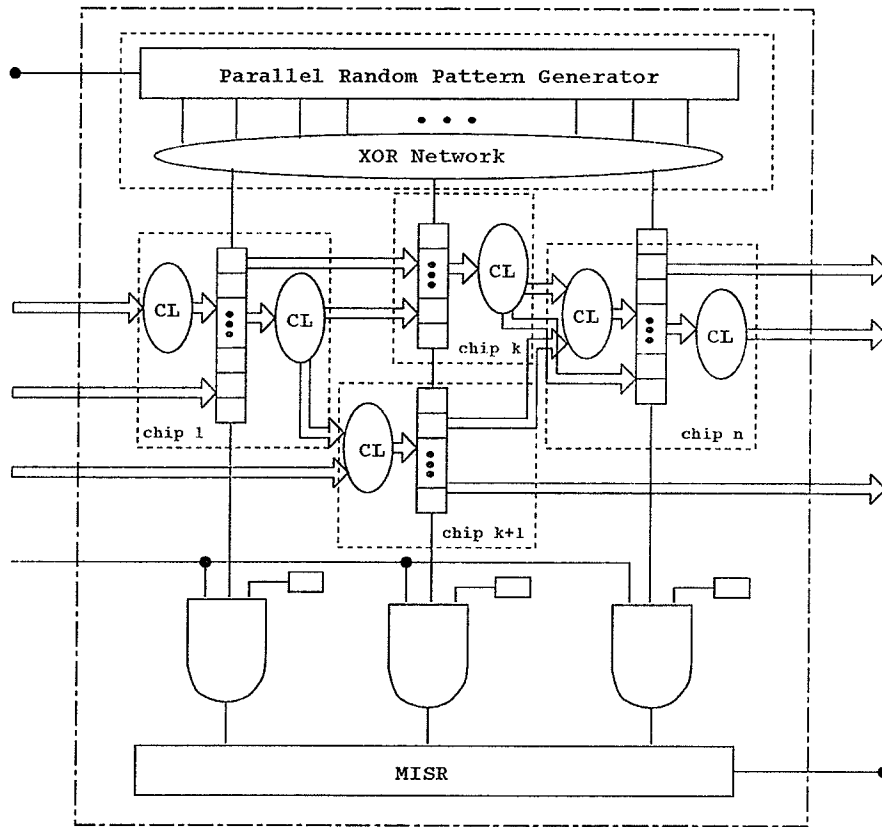 Parallel Random Pattern Generator
XOR Network
CL
CL
CL
CL
CL
chip k
chip 1
CL
chip n
chip k+1
MISR